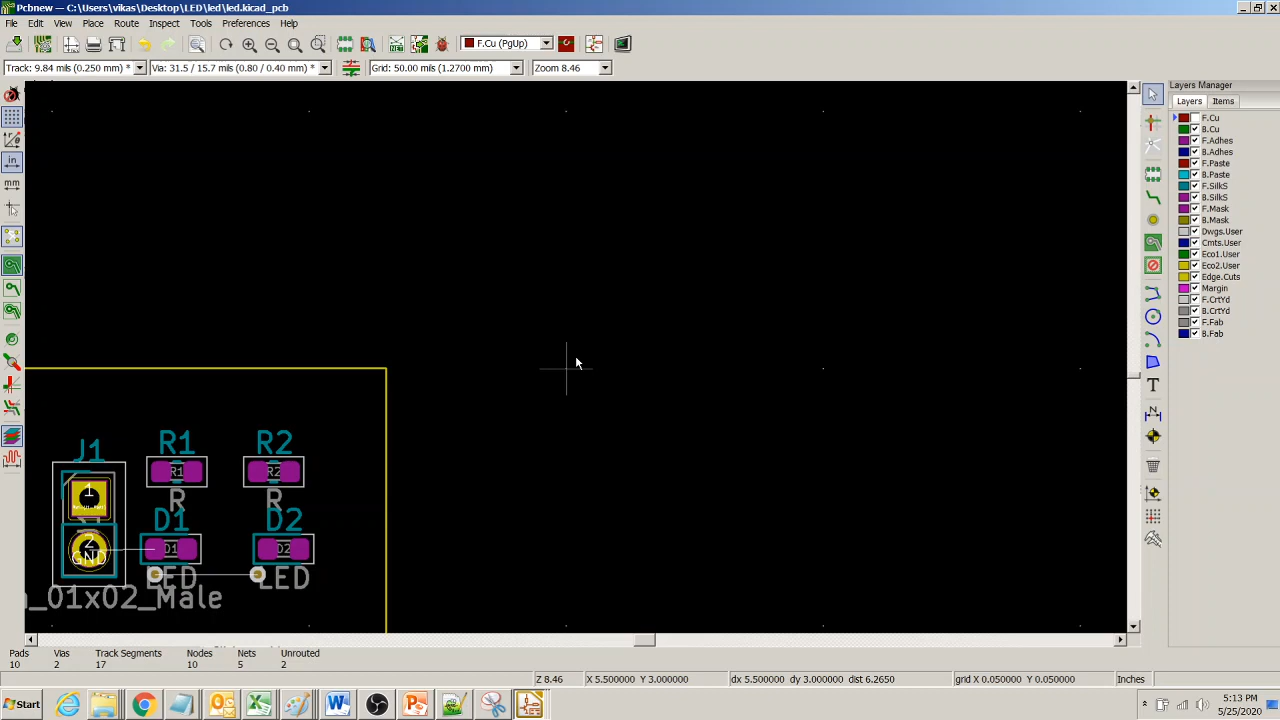 Pcbnew — C:\Users\vikas\Desktop\LED\led\led.kicad_pcb
File Edit View Place Route Inspect Tools Preferences Help
F.Cu (PgUp)
Track: 9.84 mils (0.250 mm) * Via: 31.5 / 15.7 mils (0.80 / 0.40 mm) * Grid: 50.00 mils (1.2700 mm) Zoom 8.46
Layers Manager
Layers Items
F.Cu
B.Cu
F.Adhes
B.Adhes
F.Paste
B.Paste
F.SilkS
B.SilkS
F.Mask
B.Mask
Dwgs.User
Cmts.User
Eco1.User
Eco2.User
Edge.Cuts
Margin
F.CrtYd
B.CrtYd
F.Fab
B.Fab
in
mm
T
N
J1 R1 R2
R1 R2
1
R R
D1 D2
2
D1 D2
GND
LED LED
n_01x02_Male
Pads Vias Track Segments Nodes Nets Unrouted
10 2 17 10 5 2
Z 8.46 X 5.500000 Y 3.000000 dx 5.500000 dy 3.000000 dist 6.2650 grid X 0.050000 Y 0.050000 Inches
Start
5:13 PM
5/25/2020